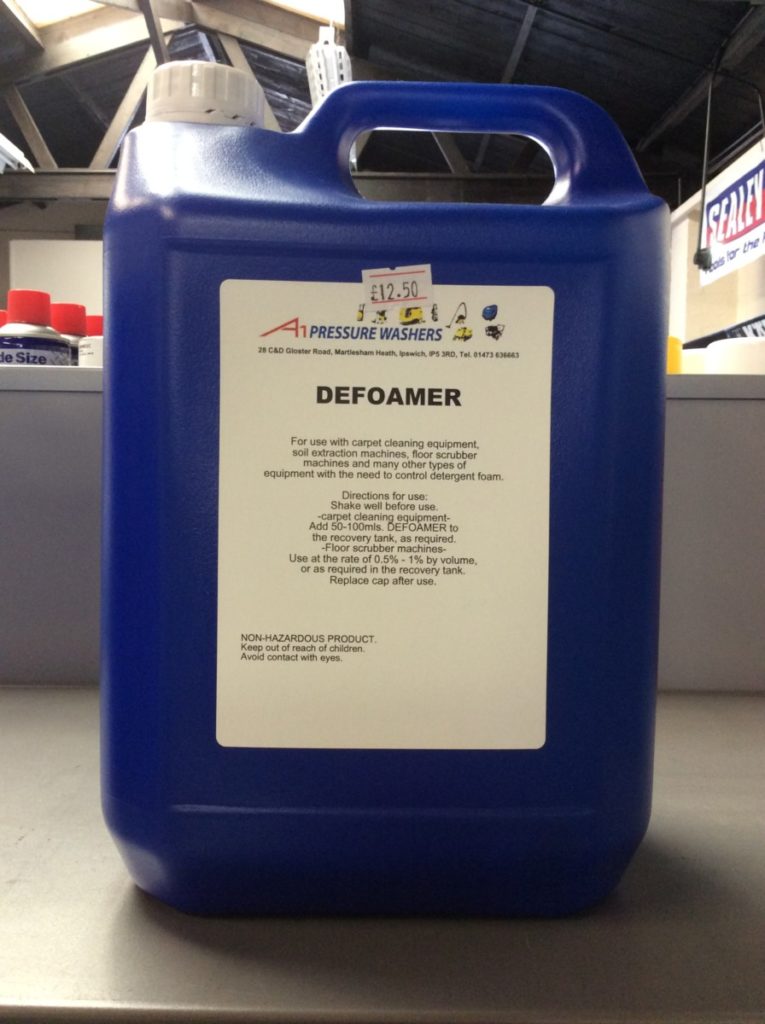 £12.50
A1 PRESSURE WASHERS
28 C&D Gloster Road, Martlesham Heath, Ipswich, IP5 3RD, Tel. 01473 636663
DEFOAMER
For use with carpet cleaning equipment,
soil extraction machines, floor scrubber
machines and many other types of
equipment with the need to control detergent foam.
Directions for use:
Shake well before use.
-carpet cleaning equipment-
Add 50-100mls. DEFOAMER to
the recovery tank, as required.
-Floor scrubber machines-
Use at the rate of 0.5% - 1% by volume,
or as required in the recovery tank.
Replace cap after use.
NON-HAZARDOUS PRODUCT.
Keep out of reach of children.
Avoid contact with eyes.
SEALEY
for the
Size